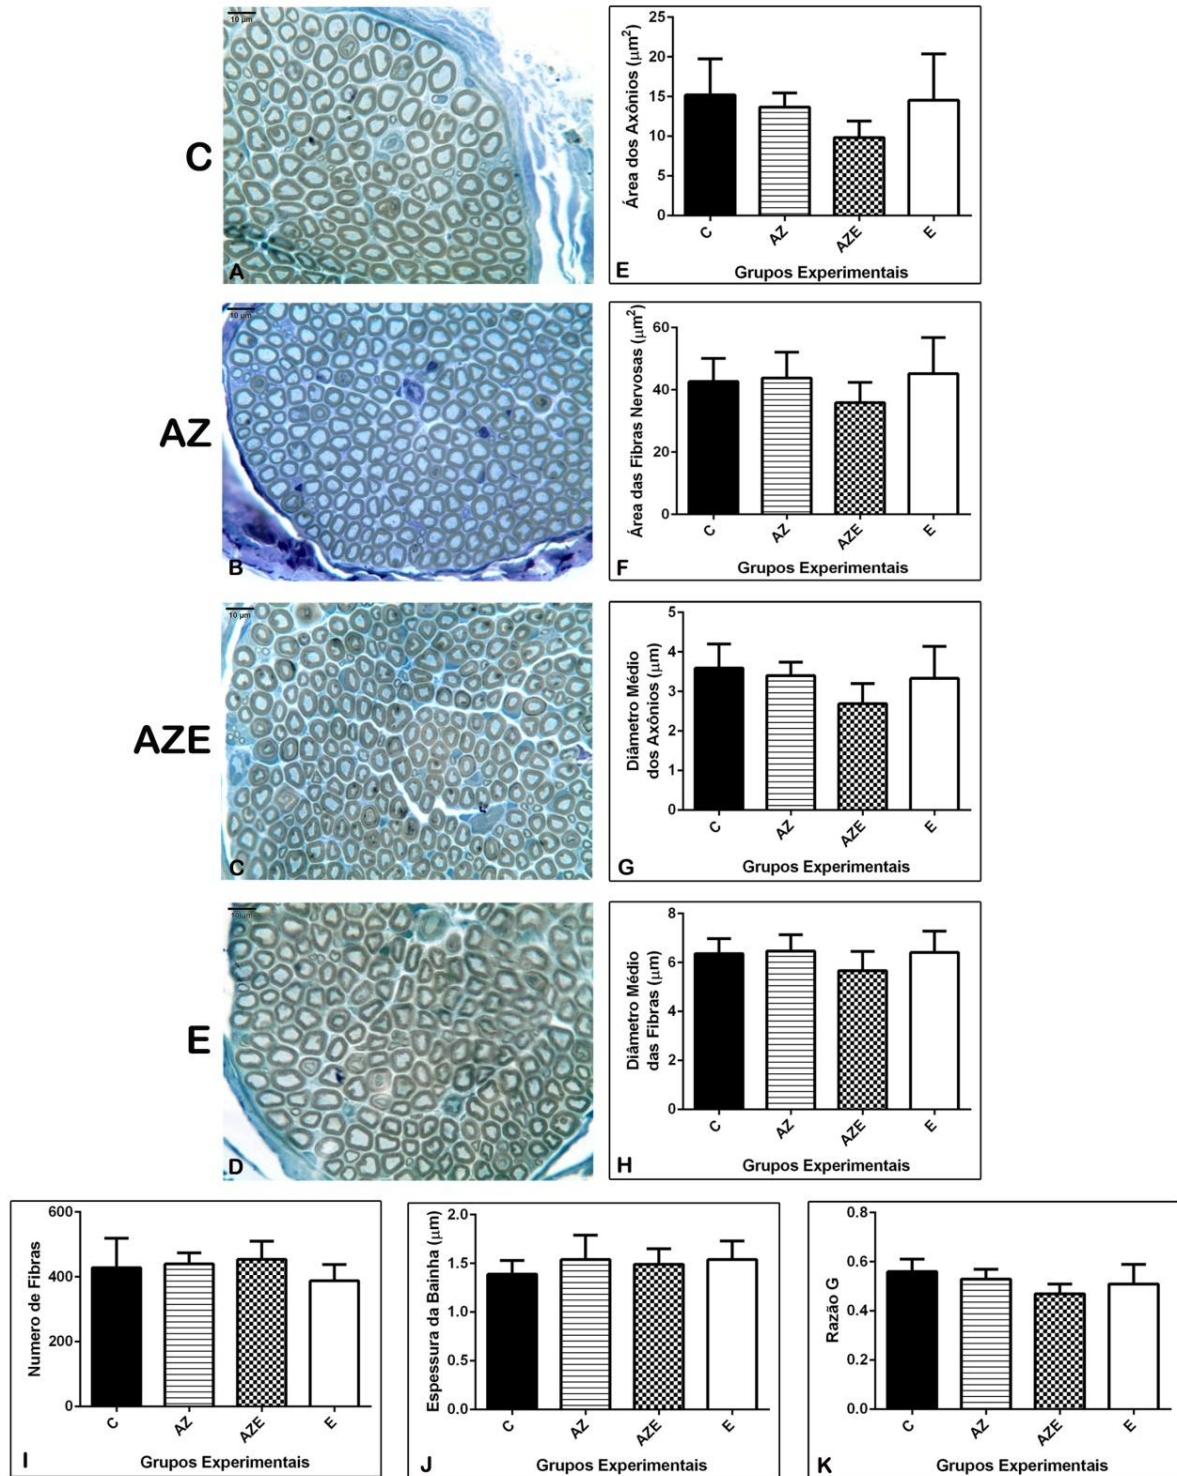 C
10 µm
A
Área dos Axônios (µm²)
25
20
15
10
5
0
C
AZ
AZE
E
Grupos Experimentais
E
AZ
10 µm
B
Área das Fibras Nervosas (µm²)
60
40
20
0
C
AZ
AZE
E
Grupos Experimentais
F
AZE
10 µm
C
Diâmetro Médio
dos Axônios (µm)
5
4
3
2
1
0
C
AZ
AZE
E
Grupos Experimentais
G
E
10 µm
D
Diâmetro Médio
das Fibras (µm)
8
6
4
2
0
C
AZ
AZE
E
Grupos Experimentais
H
Numero de Fibras
600
400
200
0
C
AZ
AZE
E
Grupos Experimentais
I
Espessura da Bainha (µm)
2.0
1.5
1.0
0.5
0.0
C
AZ
AZE
E
Grupos Experimentais
J
Razão G
0.8
0.6
0.4
0.2
0.0
C
AZ
AZE
E
Grupos Experimentais
K